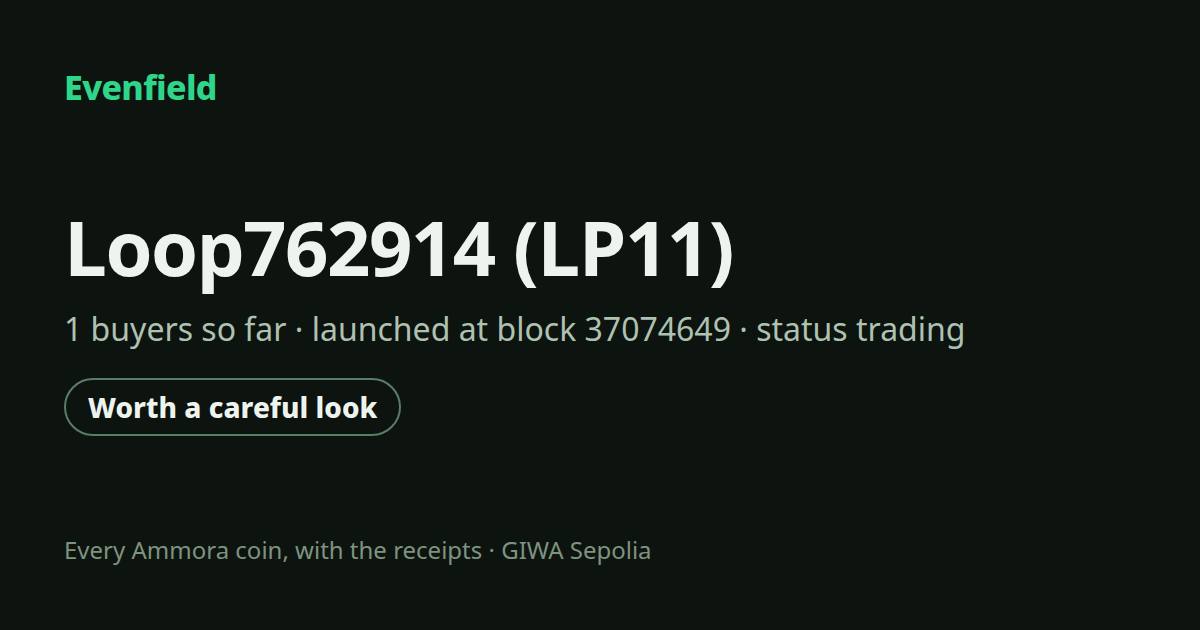 Evenfield
Loop762914 (LP11)
1 buyers so far · launched at block 37074649 · status trading
Worth a careful look
Every Ammora coin, with the receipts · GIWA Sepolia